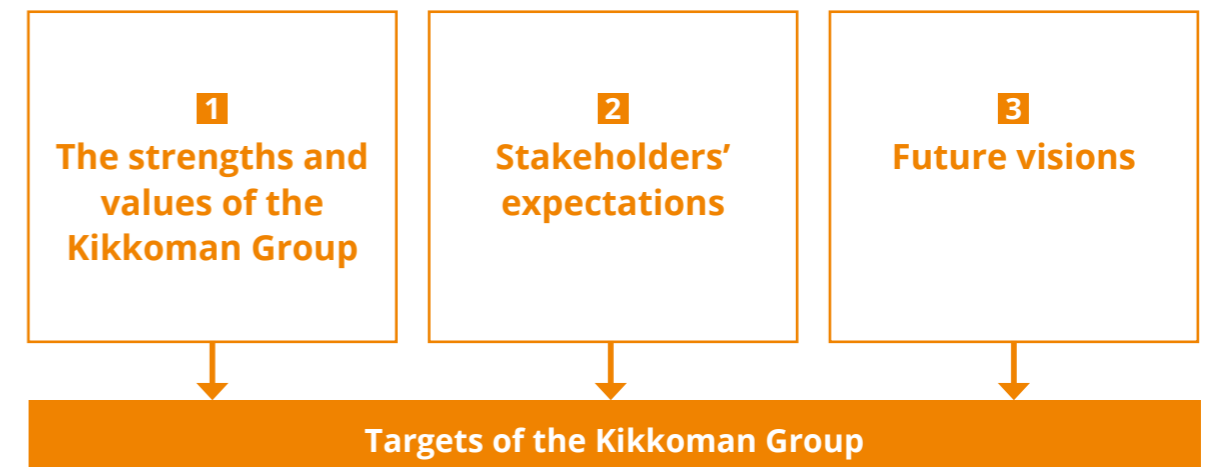 1
The strengths and
values of the
Kikkoman Group
2
Stakeholders’
expectations
3
Future visions
Targets of the Kikkoman Group